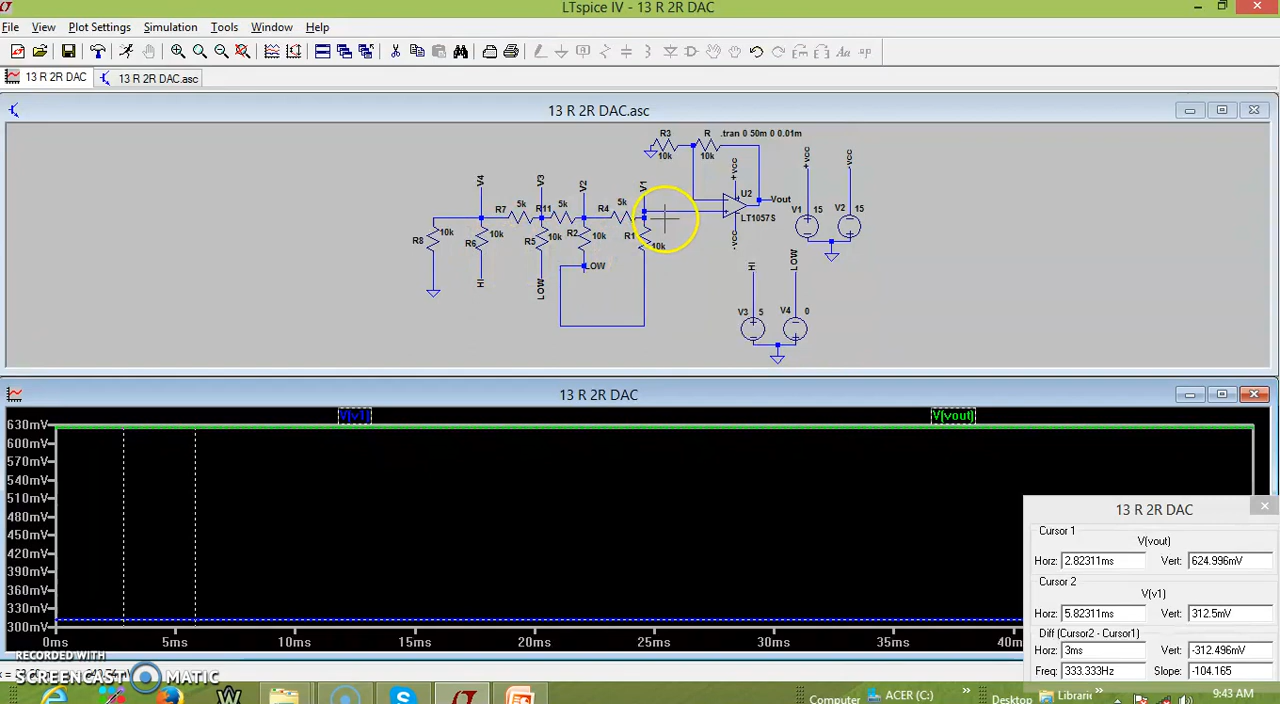 LTspice IV - 13 R 2R DAC
File View Plot Settings Simulation Tools Window Help
13 R 2R DAC 13 R 2R DAC.asc
13 R 2R DAC.asc
R3 R .tran 0 50m 0 0.01m
10k 10k
+VCC +VCC -VCC
V4 V3 V2 V1 U2
5k 5k 5k Vout
R7 R11 R4 V1 15 V2 15
LT1057S
R8 10k R6 10k R5 10k R2 10k R1 10k
-VCC
HI LOW LOW HI LOW
V3 5 V4 0
13 R 2R DAC
V(v1) V(vout)
630mV
600mV
570mV
540mV
510mV
480mV
450mV
420mV
390mV
360mV
330mV
300mV
0ms 5ms 10ms 15ms 20ms 25ms 30ms 35ms 40m
13 R 2R DAC
Cursor 1
V(vout)
Horz: 2.82311ms Vert: 624.996mV
Cursor 2
V(v1)
Horz: 5.82311ms Vert: 312.5mV
Diff (Cursor2 - Cursor1)
Horz: 3ms Vert: -312.496mV
Freq: 333.333Hz Slope: -104.165
RECORDED WITH
SCREENCAST MATIC
Computer ACER (C:) » Desktop Librari » 9:43 AM